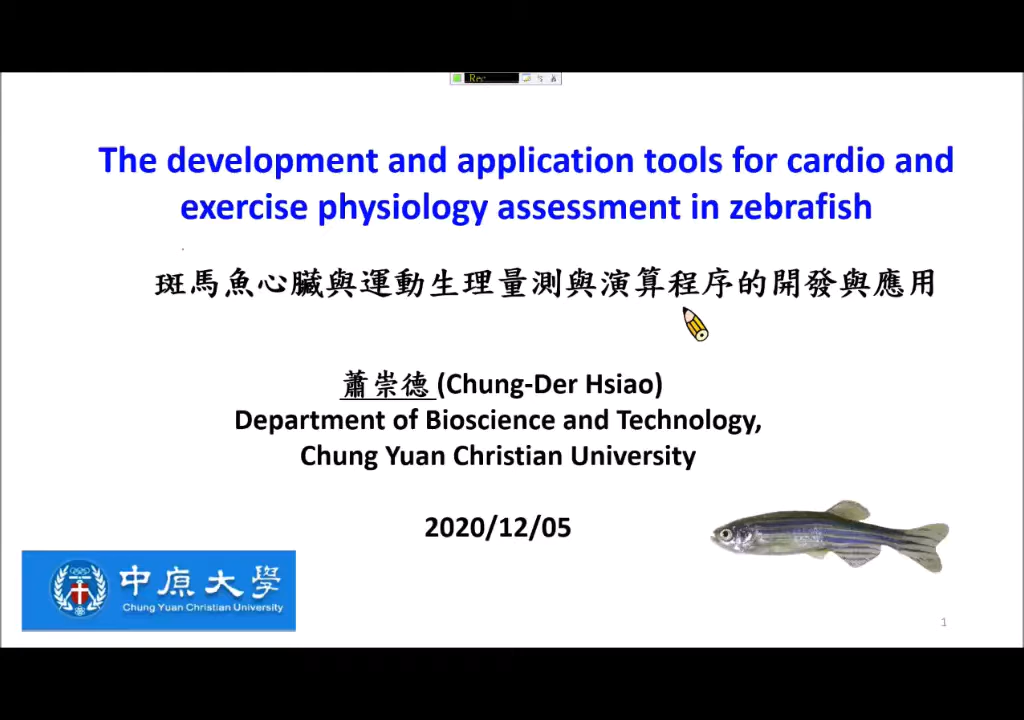 Rec
The development and application tools for cardio and
exercise physiology assessment in zebrafish
斑馬魚心臟與運動生理量測與演算程序的開發與應用
蕭崇德 (Chung-Der Hsiao)
Department of Bioscience and Technology,
Chung Yuan Christian University
2020/12/05
中原大學
Chung Yuan Christian University
1